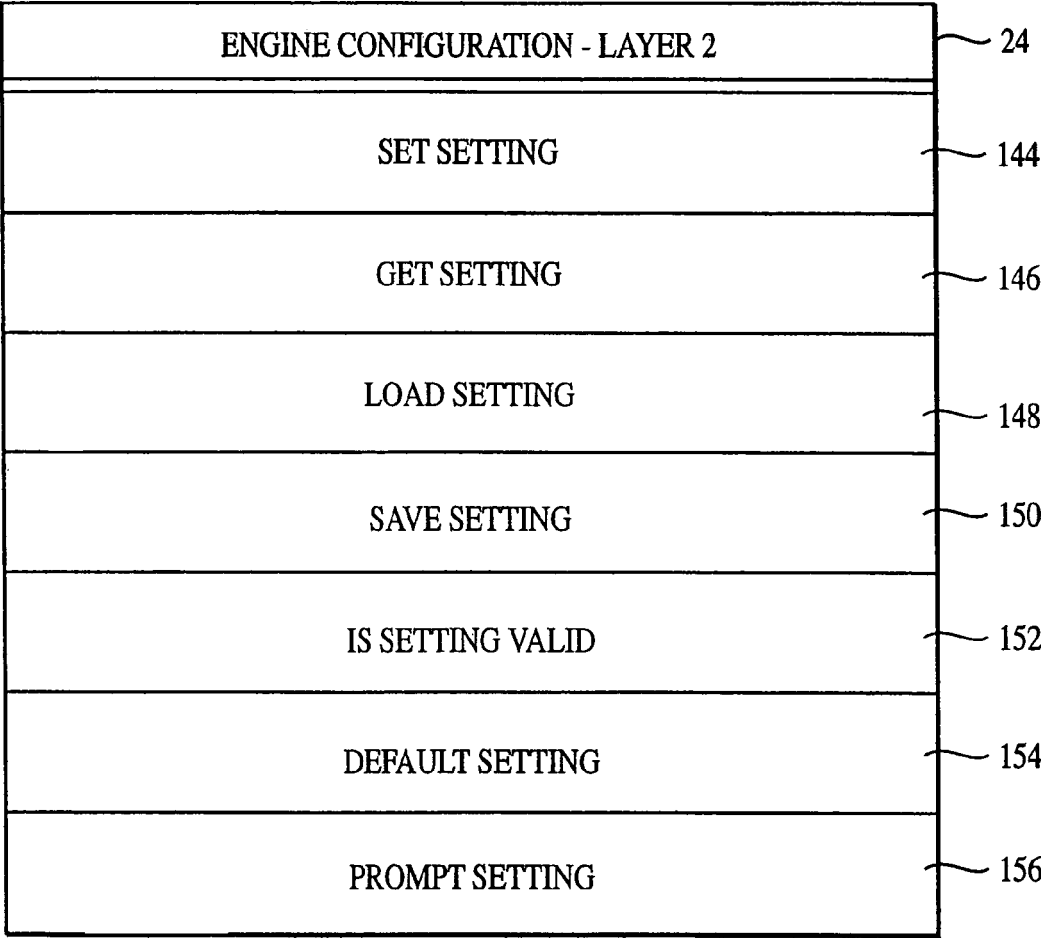 ENGINE CONFIGURATION - LAYER 2 24
SET SETTING 144
GET SETTING 146
LOAD SETTING 148
SAVE SETTING 150
IS SETTING VALID 152
DEFAULT SETTING 154
PROMPT SETTING 156